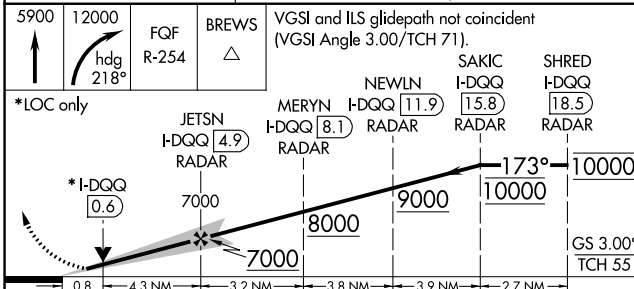 5900
12000
hdg
218°
FQF
R-254
BREWS
VGSI and ILS glidepath not coincident
(VGSI Angle 3.00/TCH 71).
*LOC only
SAKIC
I-DQQ 15.8
RADAR
SHRED
I-DQQ
18.5
RADAR
NEWLN
I-DQQ 11.9
RADAR
MERYN
I-DQQ 8.1
RADAR
JETSN
I-DQQ 4.9
RADAR
*I-DQQ
0.6
7000
7000
8000
9000
173°
10000
10000
GS 3.00°
TCH 55
0.8
4.3 NM
3.2 NM
3.8 NM
3.9 NM
2.7 NM